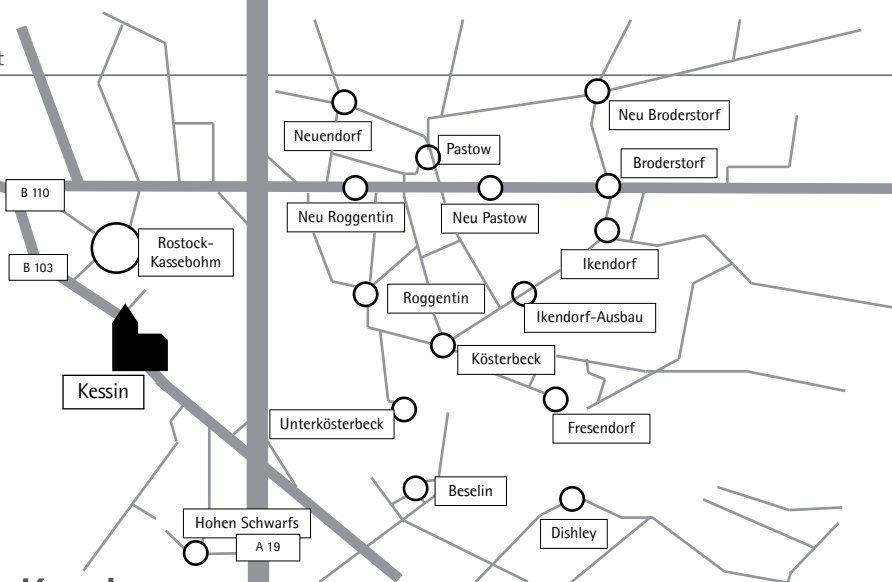 t
Neu Broderstorf
Neuendorf
Pastow
Broderstorf
B 110
Neu Roggentin
Neu Pastow
Rostock-
Kassebohm
B 103
Ikendorf
Roggentin
Ikendorf-Ausbau
Kösterbeck
Kessin
Unterkösterbeck
Fresendorf
Beselin
Hohen Schwarfs
Dishley
A 19